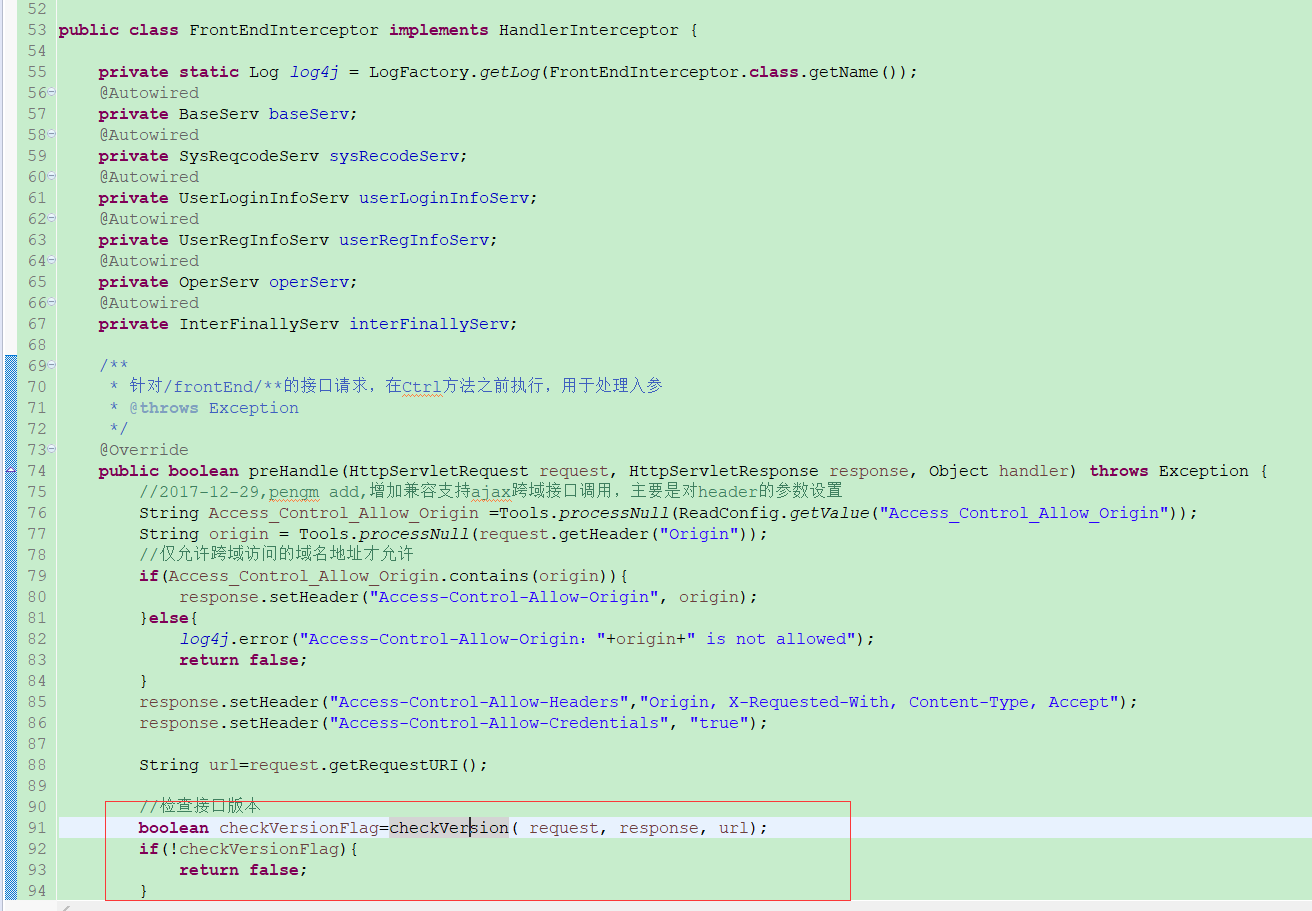 52
53 public class FrontEndInterceptor implements HandlerInterceptor {
54
55     private static Log log4j = LogFactory.getLog(FrontEndInterceptor.class.getName());
56     @Autowired
57     private BaseServ baseServ;
58     @Autowired
59     private SysReqcodeServ sysRecodeServ;
60     @Autowired
61     private UserLoginInfoServ userLoginInfoServ;
62     @Autowired
63     private UserRegInfoServ userRegInfoServ;
64     @Autowired
65     private OperServ operServ;
66     @Autowired
67     private InterFinallyServ interFinallyServ;
68
69     /**
70      * 针对/frontEnd/**的接口请求，在Ctrl方法之前执行，用于处理入参
71      * @throws Exception
72      */
73     @Override
74     public boolean preHandle(HttpServletRequest request, HttpServletResponse response, Object handler) throws Exception {
75         //2017-12-29,pengm add,增加兼容支持ajax跨域接口调用，主要是对header的参数设置
76         String Access_Control_Allow_Origin =Tools.processNull(ReadConfig.getValue("Access_Control_Allow_Origin"));
77         String origin = Tools.processNull(request.getHeader("Origin"));
78         //仅允许跨域访问的域名地址才允许
79         if(Access_Control_Allow_Origin.contains(origin)){
80             response.setHeader("Access-Control-Allow-Origin", origin);
81         }else{
82             log4j.error("Access-Control-Allow-Origin："+origin+" is not allowed");
83             return false;
84         }
85         response.setHeader("Access-Control-Allow-Headers","Origin, X-Requested-With, Content-Type, Accept");
86         response.setHeader("Access-Control-Allow-Credentials", "true");
87
88         String url=request.getRequestURI();
89
90         //检查接口版本
91         boolean checkVersionFlag=checkVersion( request, response, url);
92         if(!checkVersionFlag){
93             return false;
94         }